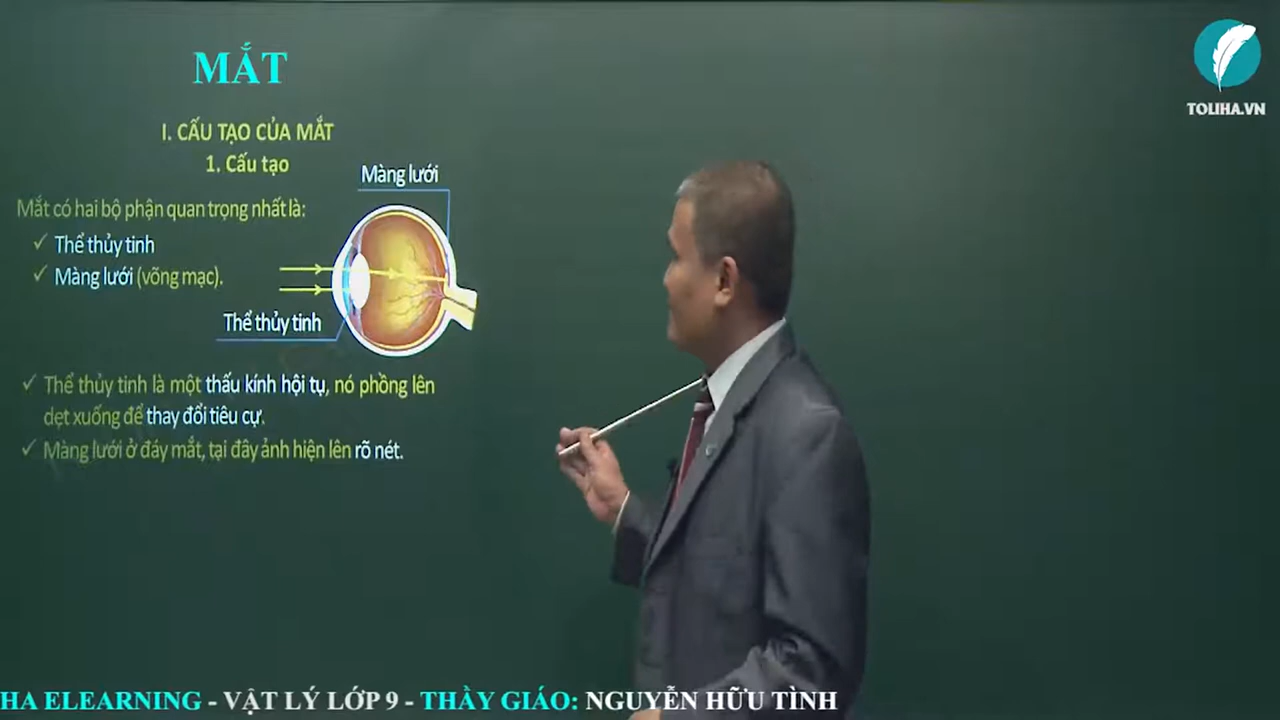 MẮT
I. CẤU TẠO CỦA MẮT
1. Cấu tạo
Màng lưới
Mắt có hai bộ phận quan trọng nhất là:
✓ Thể thủy tinh
✓ Màng lưới (võng mạc).
Thể thủy tinh
✓ Thể thủy tinh là một thấu kính hội tụ, nó phồng lên
dẹt xuống để thay đổi tiêu cự.
✓ Màng lưới ở đáy mắt, tại đây ảnh hiện lên rõ nét.
TOLIHA.VN
HA ELEARNING - VẬT LÝ LỚP 9 - THẦY GIÁO: NGUYỄN HỮU TÌNH